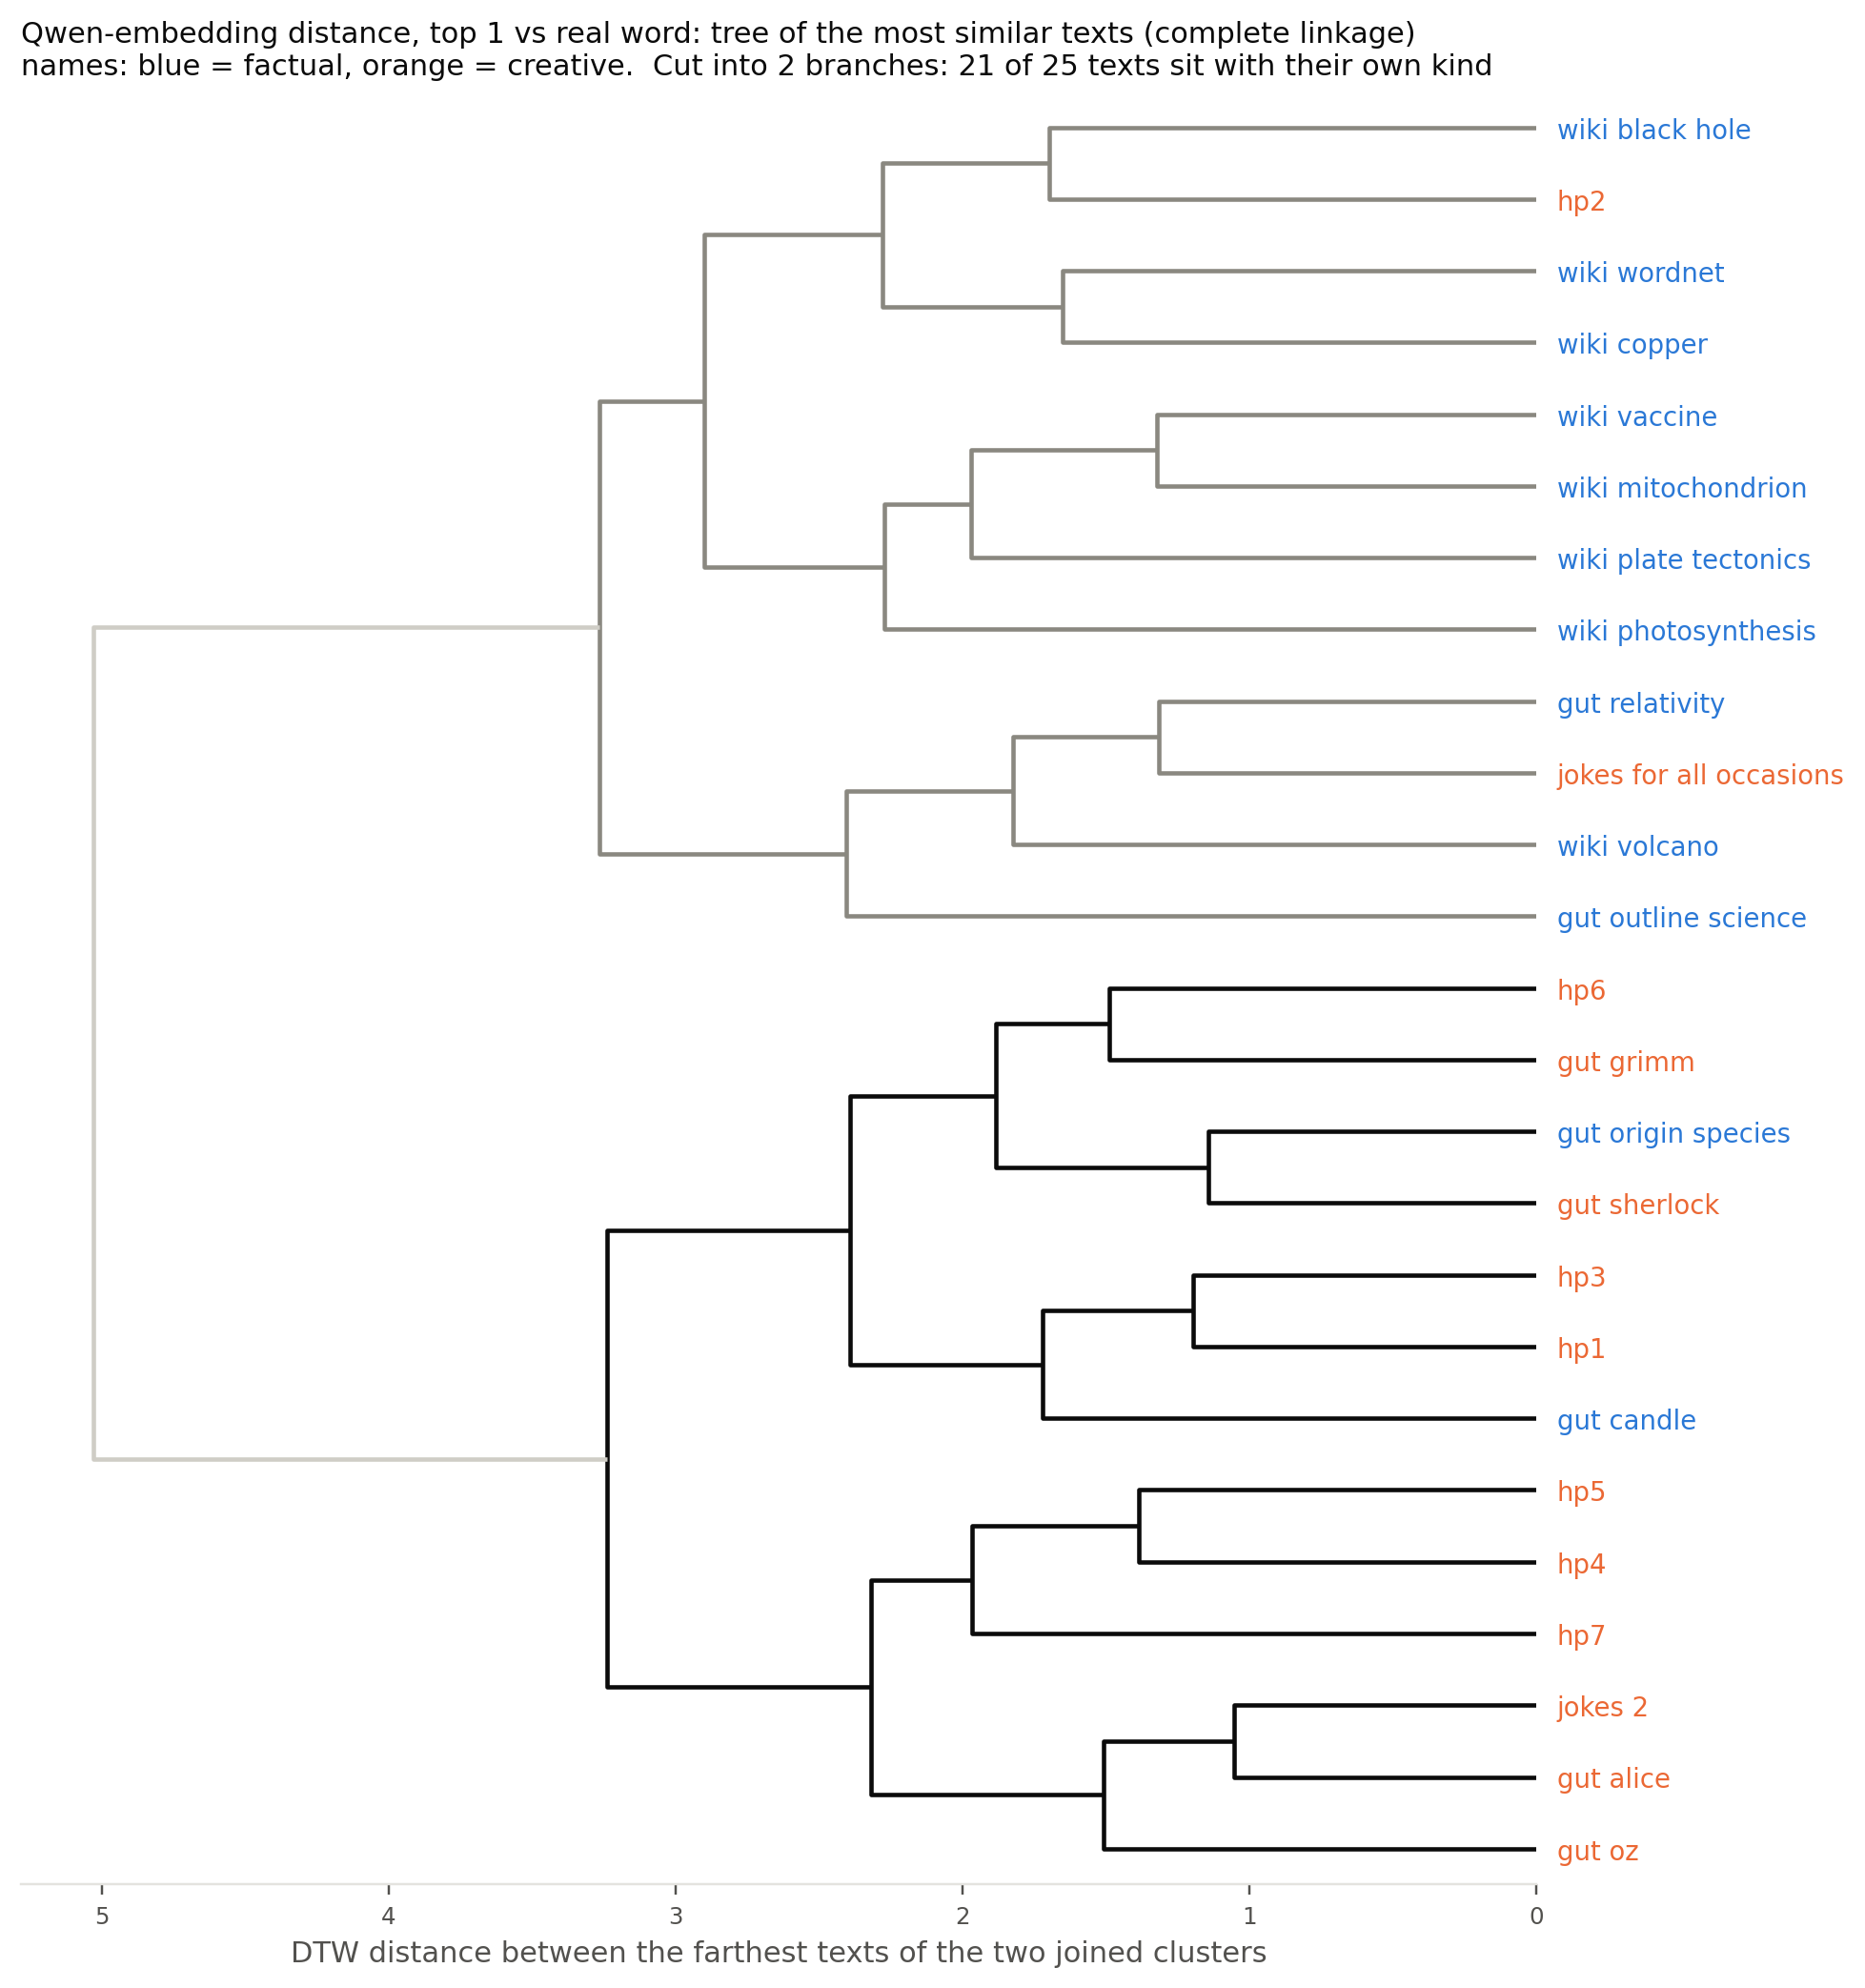 Qwen-embedding distance, top 1 vs real word: tree of the most similar texts (complete linkage)
names: blue = factual, orange = creative.  Cut into 2 branches: 21 of 25 texts sit with their own kind
wiki black hole
hp2
wiki wordnet
wiki copper
wiki vaccine
wiki mitochondrion
wiki plate tectonics
wiki photosynthesis
gut relativity
jokes for all occasions
wiki volcano
gut outline science
hp6
gut grimm
gut origin species
gut sherlock
hp3
hp1
gut candle
hp5
hp4
hp7
jokes 2
gut alice
gut oz
5 4 3 2 1 0
DTW distance between the farthest texts of the two joined clusters